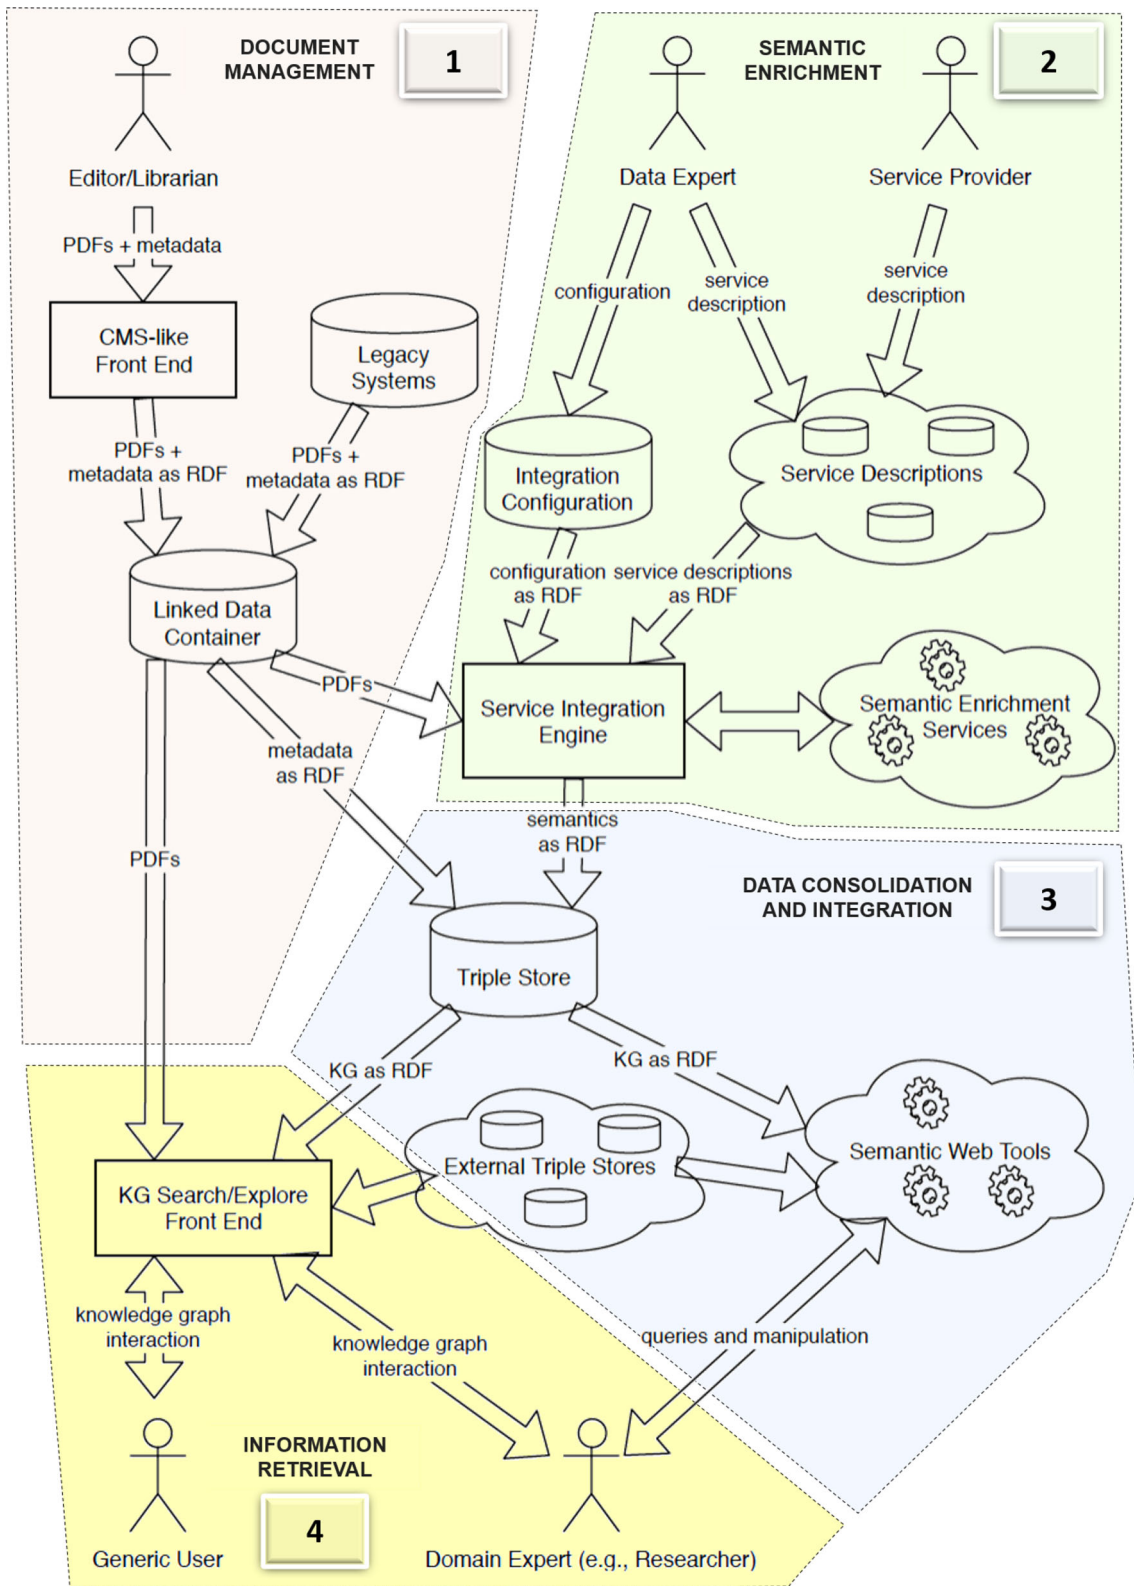 DOCUMENT
MANAGEMENT
1
Editor/Librarian
PDFs + metadata
CMS-like
Front End
Legacy
Systems
PDFs +
metadata as RDF
PDFs +
metadata as RDF
Linked Data
Container
PDFs
metadata
as RDF
PDFs
SEMANTIC
ENRICHMENT
2
Data Expert
Service Provider
configuration
service
description
service
description
Integration
Configuration
Service Descriptions
configuration
as RDF
service descriptions
as RDF
Service Integration
Engine
Semantic Enrichment
Services
semantics
as RDF
DATA CONSOLIDATION
AND INTEGRATION
3
Triple Store
KG as RDF
KG as RDF
External Triple Stores
Semantic Web Tools
KG Search/Explore
Front End
knowledge graph
interaction
knowledge graph
interaction
queries and manipulation
INFORMATION
RETRIEVAL
4
Generic User
Domain Expert (e.g., Researcher)